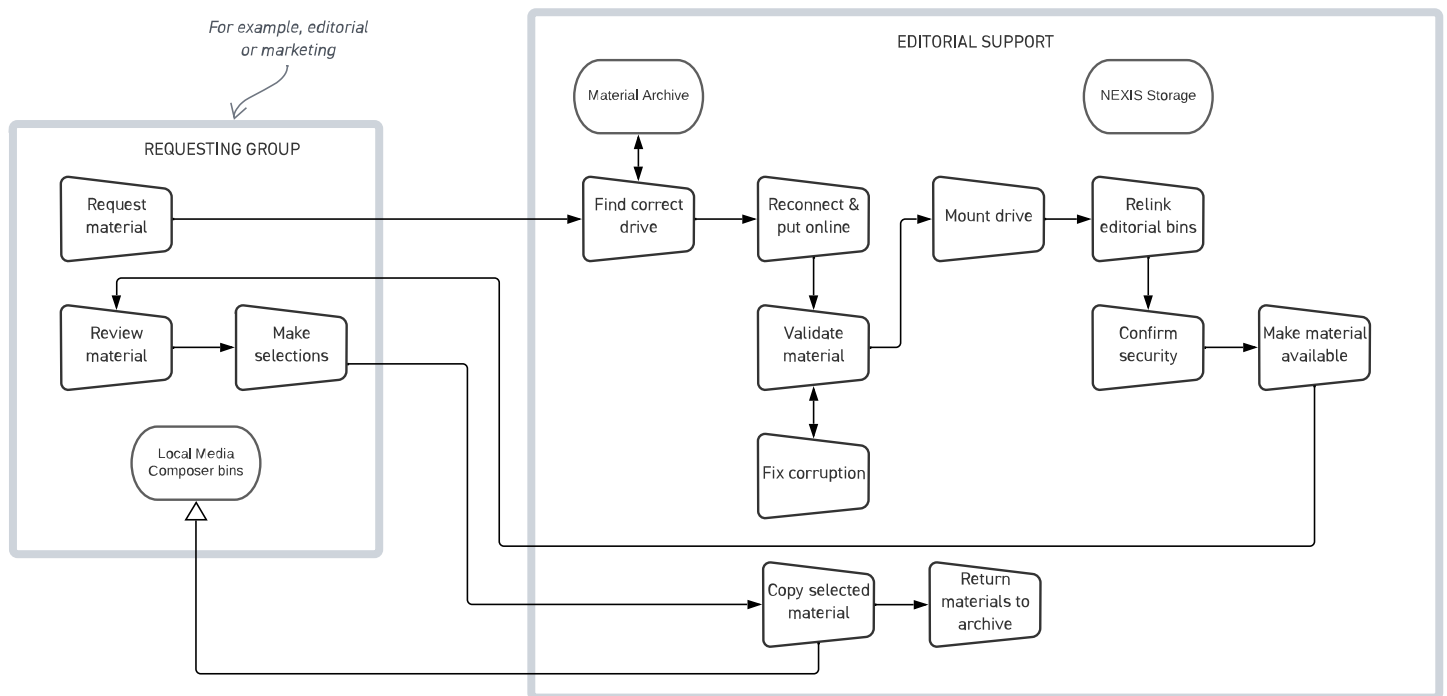 For example, editorial
or marketing
EDITORIAL SUPPORT
Material Archive
NEXIS Storage
REQUESTING GROUP
Request
material
Find correct
drive
Reconnect &
put online
Mount drive
Relink
editorial bins
Review
material
Make
selections
Validate
material
Confirm
security
Make material
available
Local Media
Composer bins
Fix corruption
Copy selected
material
Return
materials to
archive